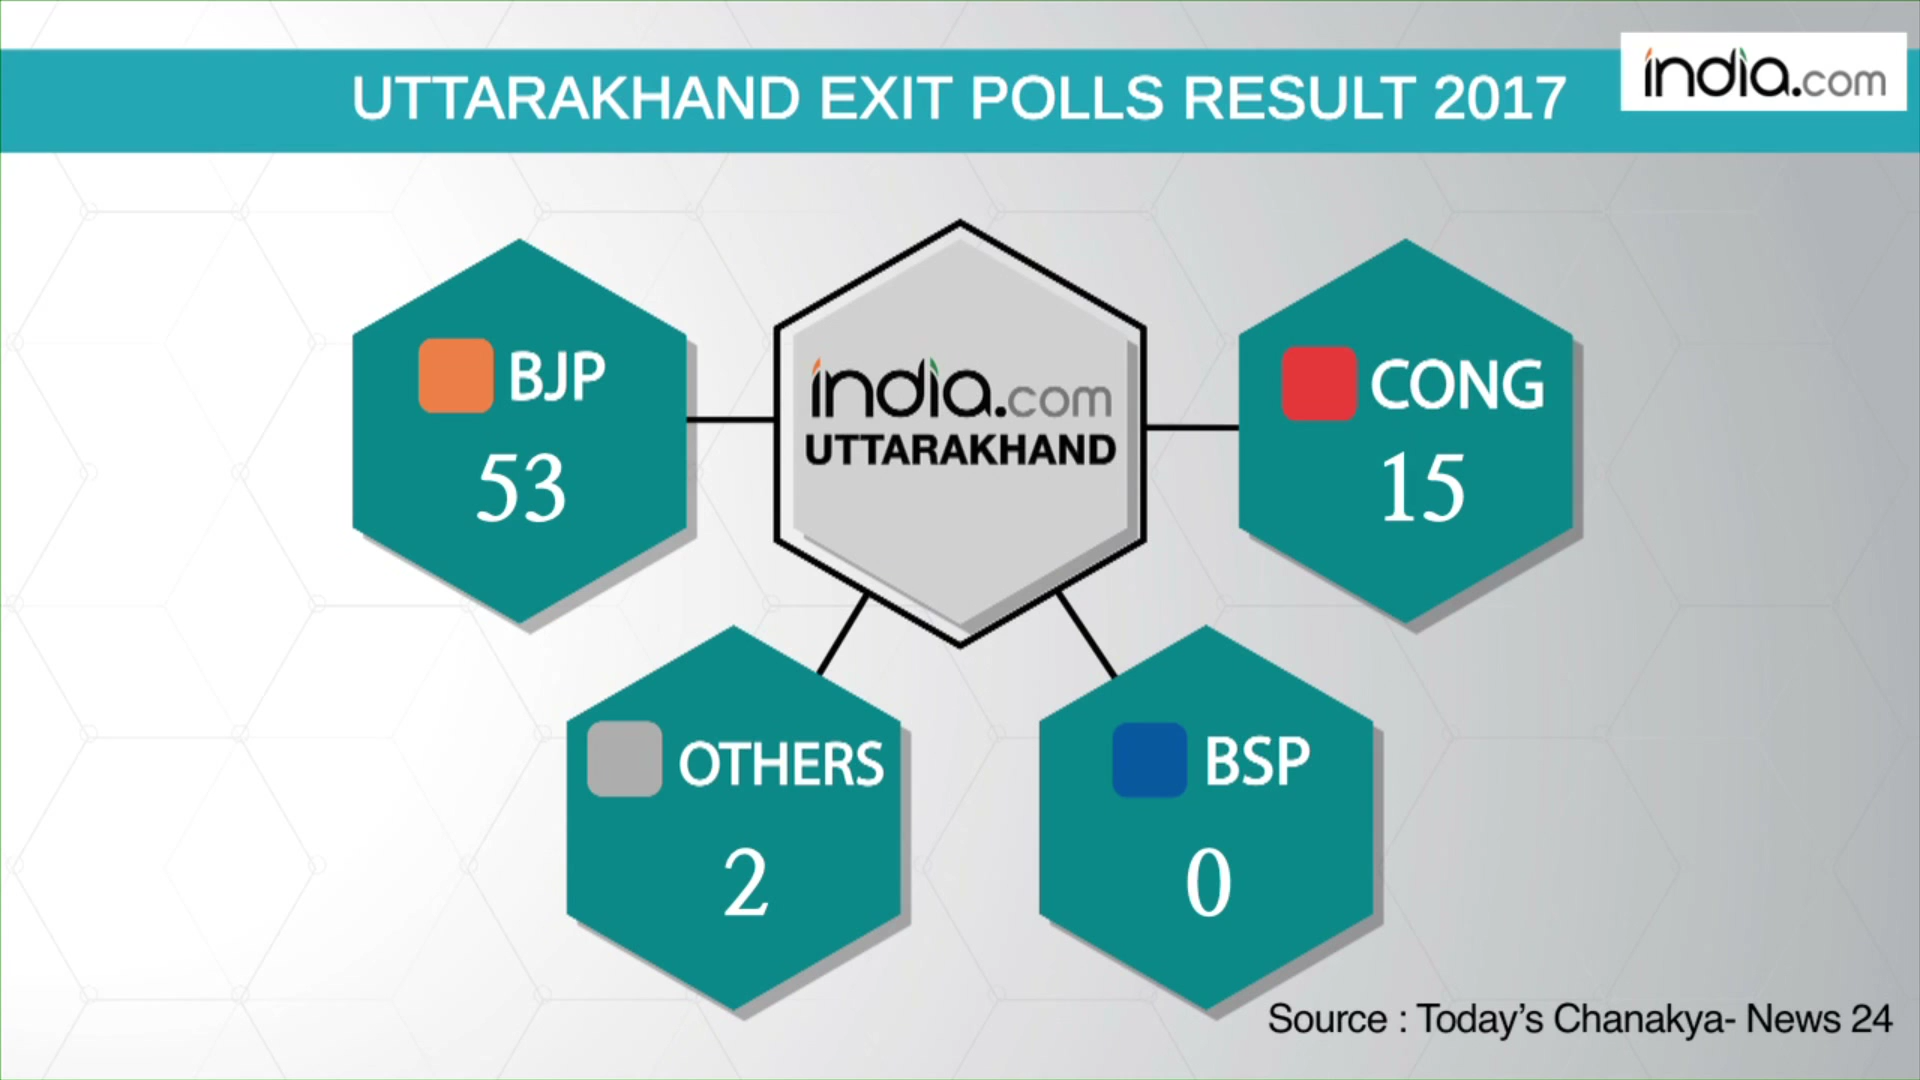 UTTARAKHAND EXIT POLLS RESULT 2017
india.com
BJP
53
india.com
UTTARAKHAND
CONG
15
OTHERS
2
BSP
0
Source : Today's Chanakya- News 24